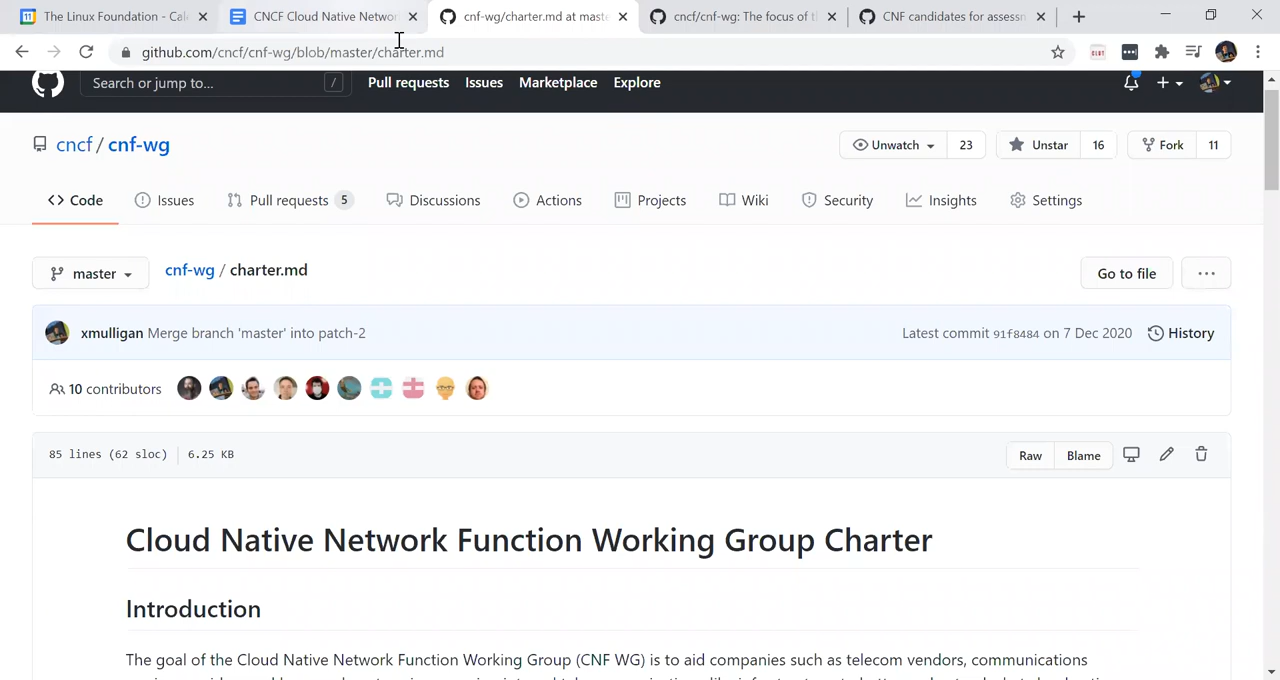 The Linux Foundation - Cal
CNCF Cloud Native Networ
cnf-wg/charter.md at maste
cncf/cnf-wg: The focus of t
CNF candidates for assessm
github.com/cncf/cnf-wg/blob/master/charter.md
Search or jump to... /
Pull requests Issues Marketplace Explore
cncf / cnf-wg
Unwatch 23 Unstar 16 Fork 11
Code Issues Pull requests 5 Discussions Actions Projects Wiki Security Insights Settings
master cnf-wg / charter.md Go to file ...
xmulligan Merge branch 'master' into patch-2 Latest commit 91f8484 on 7 Dec 2020 History
10 contributors
85 lines (62 sloc) 6.25 KB Raw Blame
Cloud Native Network Function Working Group Charter
Introduction
The goal of the Cloud Native Network Function Working Group (CNF WG) is to aid companies such as telecom vendors, communications